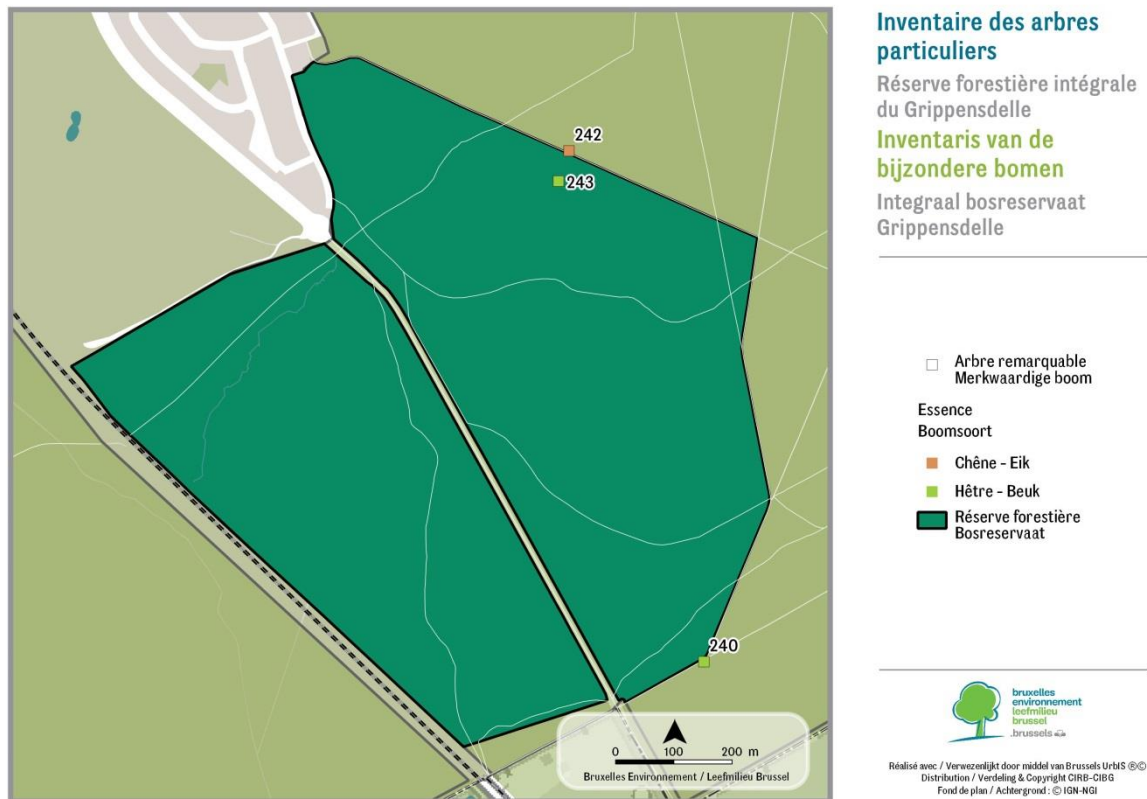 Inventaire des arbres
particuliers
Réserve forestière intégrale
du Grippensdelle
Inventaris van de
bijzondere bomen
Integraal bosreservaat
Grippensdelle
242
243
240
Arbre remarquable
Merkwaardige boom
Essence
Boomsoort
Chêne - Eik
Hêtre - Beuk
Réserve forestière
Bosreservaat
0 100 200 m
Bruxelles Environnement / Leefmilieu Brussel
bruxelles
environnement
leefmilieu
brussel
.brussels
Réalisé avec / Verwezenlijkt door middel van Brussels UrbIS ®©
Distribution / Verdeling & Copyright CIRB-CIBG
Fond de plan / Achtergrond : © IGN-NGI